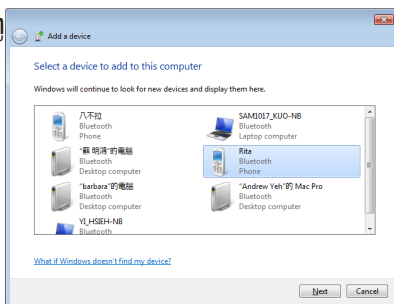 Add a device
Select a device to add to this computer
Windows will continue to look for new devices and display them here.
八不拉
Bluetooth
Phone
SAM1017_KUO-NB
Bluetooth
Laptop computer
"蘇明鴻"的電腦
Bluetooth
Desktop computer
Rita
Bluetooth
Phone
"barbara"的電腦
Bluetooth
Desktop computer
"Andrew Yeh"的 Mac Pro
Bluetooth
Desktop computer
YI_HSIEH-NB
Bluetooth
What if Windows doesn't find my device?
Next
Cancel